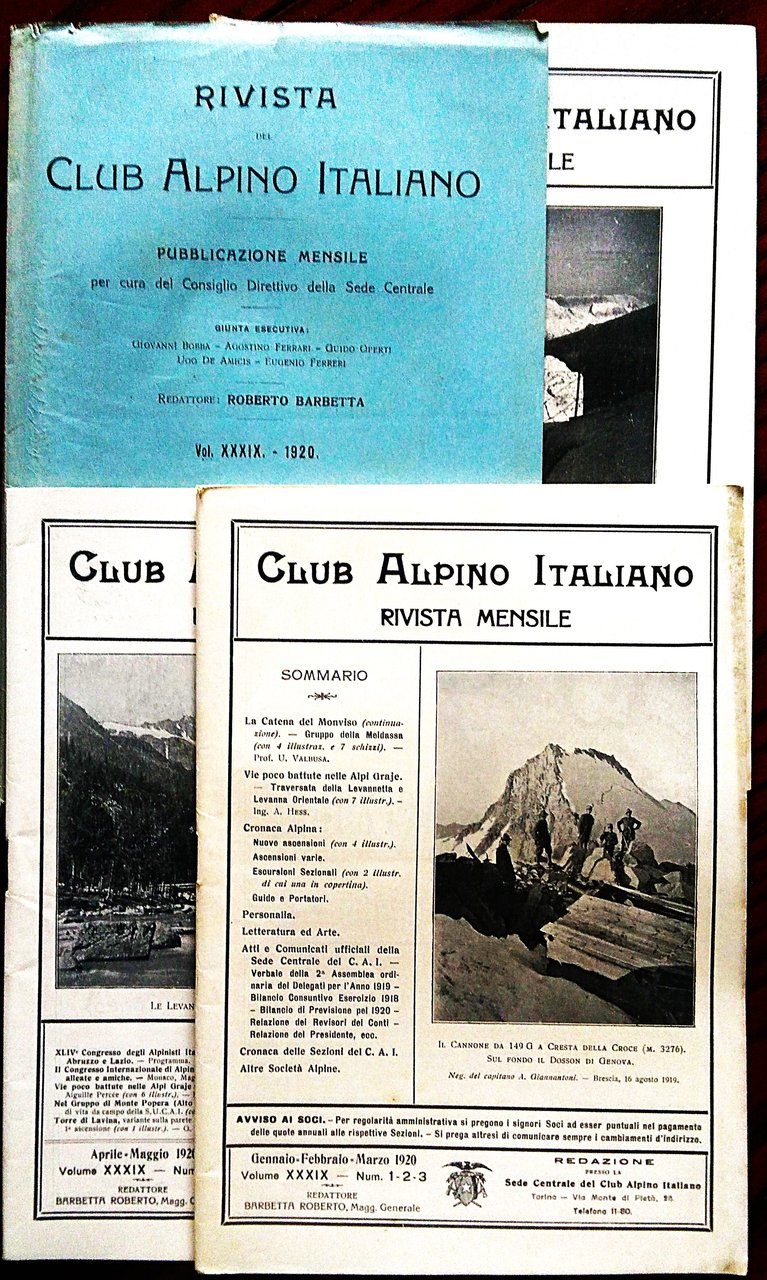 RIVISTA
DEL
CLUB ALPINO ITALIANO
PUBBLICAZIONE MENSILE
per cura del Consiglio Direttivo della Sede Centrale
GIUNTA ESECUTIVA:
GIOVANNI BOBBA - AGOSTINO FERRARI - GUIDO OPERTI
UGO DE AMICIS - EUGENIO FERRERI
REDATTORE: ROBERTO BARBETTA
Vol. XXXIX. - 1920.
ITALIANO
LE
CLUB
LE LEVAN
XLIVº Congresso degli Alpinisti Ita
Abruzzo e Lazio. — Programma.
II Congresso Internazionale di Alpin
alleate e amiche. — Monaco, Mag
Vie poco battute nelle Alpi Graje
Aiguille Percée (con 6 illustr.).
Nel Gruppo di Monte Popera (Alto
di vita da campo della S.U.C.A.I. (co
Torre di Lavina, variante sulla parete
1ª ascensione (con 1 illustr.). — G.
Aprile-Maggio 1920
Volume XXXIX — Num
REDATTORE
BARBETTA ROBERTO, Magg. G
CLUB ALPINO ITALIANO
RIVISTA MENSILE
SOMMARIO
La Catena del Monviso (continua-
zione). — Gruppo della Meidassa
(con 4 illustraz. e 7 schizzi). —
Prof. U. VALBUSA.
Vie poco battute nelle Alpi Graje.
— Traversata della Levannetta e
Levanna Orientale (con 7 illustr.). -
Ing. A. HESS.
Cronaca Alpina:
Nuove ascensioni (con 4 illustr.).
Ascensioni varie.
Escursioni Sezionali (con 2 illustr.
di cui una in copertina).
Guide e Portatori.
Personalia.
Letteratura ed Arte.
Atti e Comunicati ufficiali della
Sede Centrale del C. A. I. —
Verbale della 2ª Assemblea ordi-
naria dei Delegati per l'Anno 1919 -
Bilancio Consuntivo Esercizio 1918
- Bilancio di Previsione pel 1920 -
Relazione dei Revisori dei Conti -
Relazione del Presidente, ecc.
Cronaca delle Sezioni del C. A. I.
Altre Società Alpine.
IL CANNONE DA 149 G A CRESTA DELLA CROCE (M. 3276).
SUL FONDO IL DOSSON DI GENOVA.
Neg. del capitano A. Giannantoni. — Brescia, 16 agosto 1919.
AVVISO AI SOCI. - Per regolarità amministrativa si pregono i signori Soci ad esser puntuali nel pagamento
delle quote annuali alle rispettive Sezioni. - Si prega altresì di comunicare sempre i cambiamenti d'indirizzo.
Gennaio-Febbraio-Marzo 1920
Volume XXXIX — Num. 1-2-3
REDATTORE
BARBETTA ROBERTO, Magg. Generale
REDAZIONE
PRESSO LA
Sede Centrale del Club Alpino Italiano
Torino — Via Monte di Pietà, 28.
Telefono 11-80.